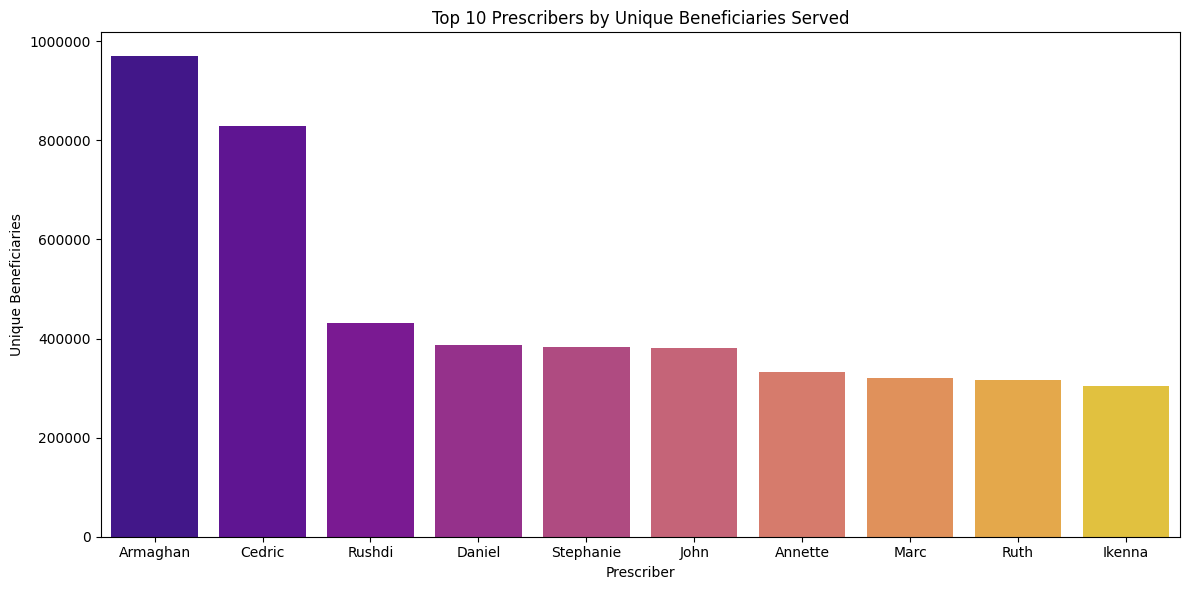 Top 10 Prescribers by Unique Beneficiaries Served
Unique Beneficiaries
1000000
800000
600000
400000
200000
0
Armaghan Cedric Rushdi Daniel Stephanie John Annette Marc Ruth Ikenna
Prescriber